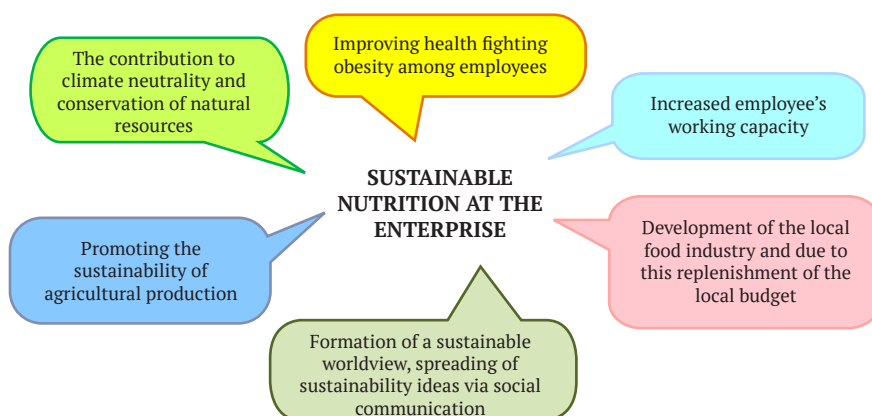 The contribution to
climate neutrality and
conservation of natural
resources
Improving health fighting
obesity among employees
Increased employee's
working capacity
SUSTAINABLE
NUTRITION AT THE
ENTERPRISE
Promoting the
sustainability of
agricultural production
Development of the local
food industry and due to
this replenishment of the
local budget
Formation of a sustainable
worldview, spreading of
sustainability ideas via social
communication